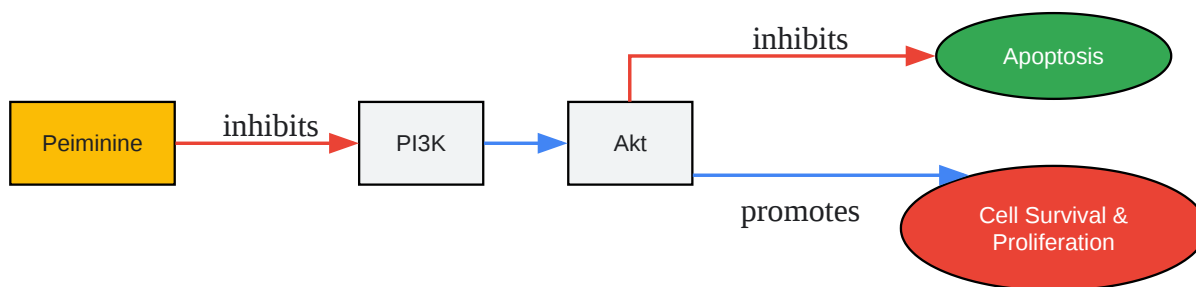 inhibits
Apoptosis
Peiminine
inhibits
PI3K
Akt
promotes
Cell Survival &
Proliferation